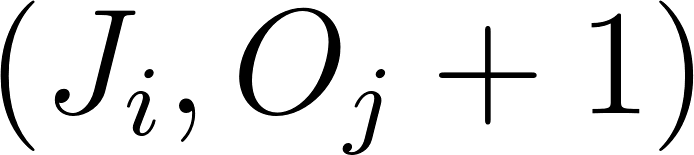 (J_i, O_j + 1)